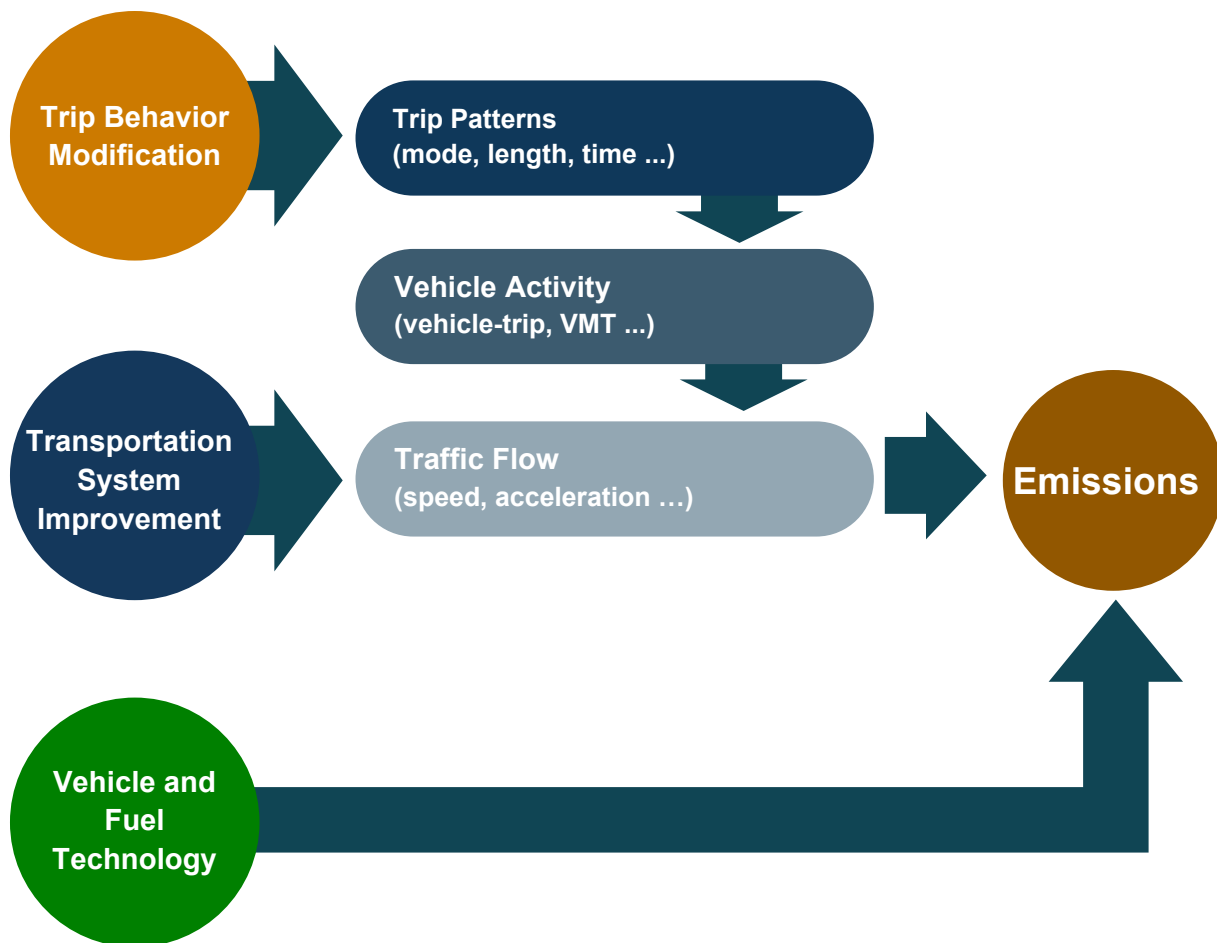 Trip Behavior
Modification
Trip Patterns
(mode, length, time ...)
Vehicle Activity
(vehicle-trip, VMT ...)
Transportation
System
Improvement
Traffic Flow
(speed, acceleration …)
Emissions
Vehicle and
Fuel
Technology